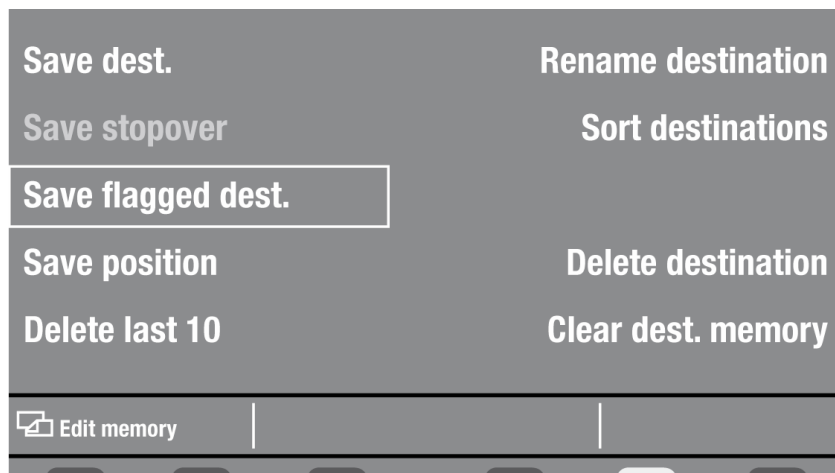 Save dest.
Rename destination
Save stopover
Sort destinations
Save flagged dest.
Save position
Delete destination
Delete last 10
Clear dest. memory
Edit memory